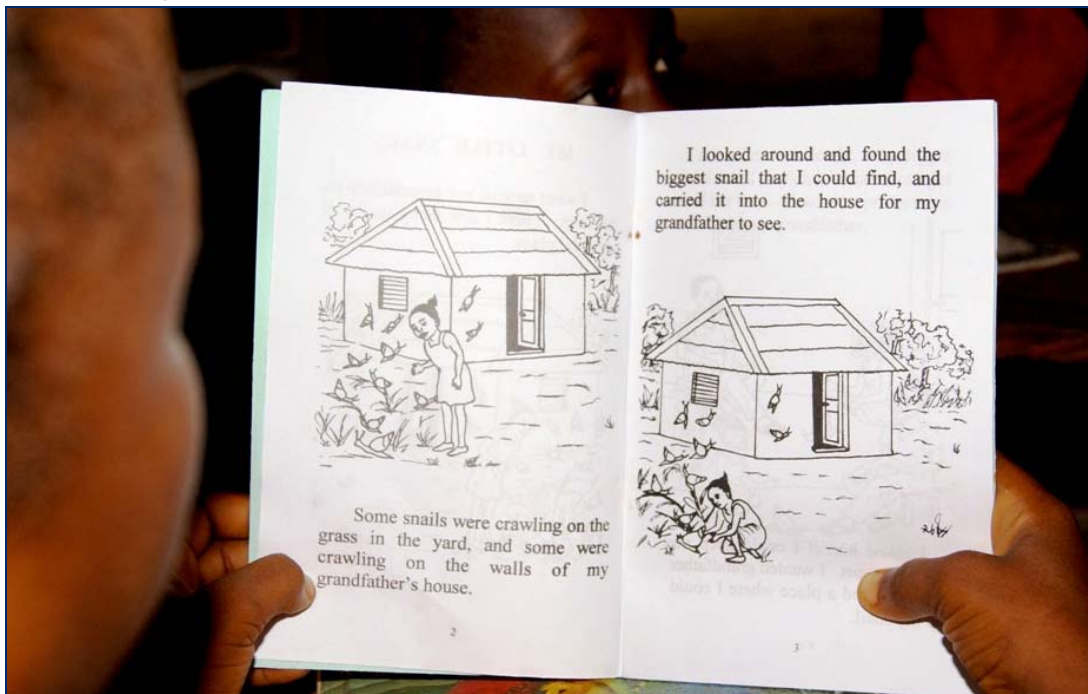 Some snails were crawling on the
grass in the yard, and some were
crawling on the walls of my
grandfather's house.
2
I looked around and found the
biggest snail that I could find, and
carried it into the house for my
grandfather to see.
3